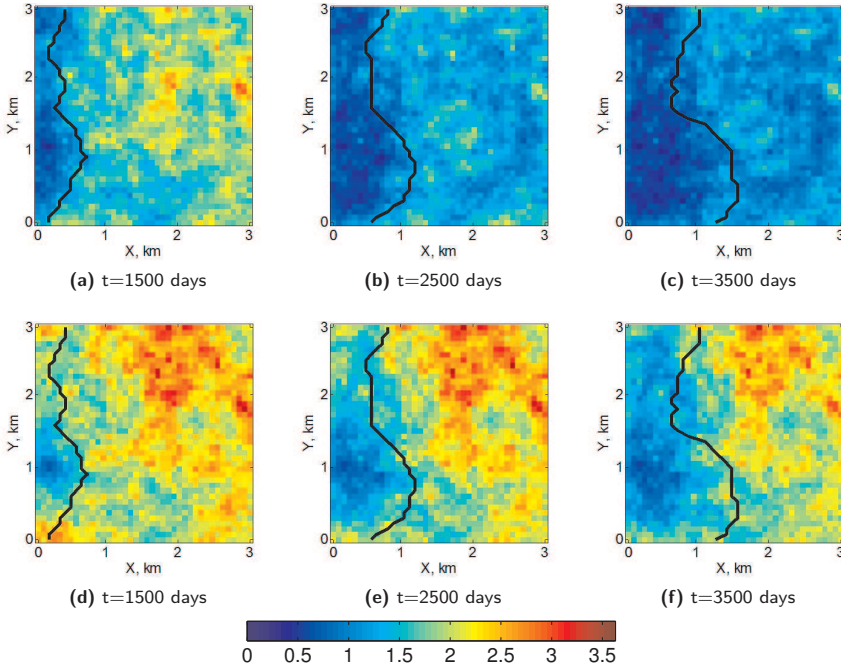 3
2
1
0
Y, km
0 1 2 3
X, km
(a) t=1500 days
3
2
1
0
Y, km
0 1 2 3
X, km
(b) t=2500 days
3
2
1
0
Y, km
0 1 2 3
X, km
(c) t=3500 days
3
2
1
0
Y, km
0 1 2 3
X, km
(d) t=1500 days
3
2
1
0
Y, km
0 1 2 3
X, km
(e) t=2500 days
3
2
1
0
Y, km
0 1 2 3
X, km
(f) t=3500 days
0 0.5 1 1.5 2 2.5 3 3.5